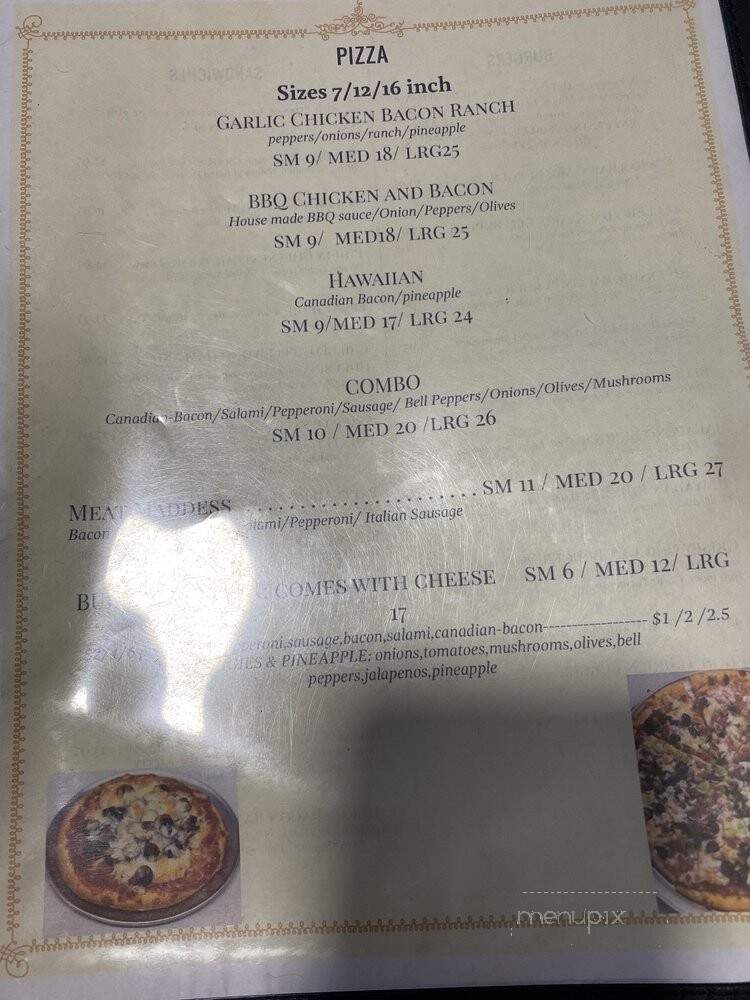 PIZZA
Sizes 7/12/16 inch
GARLIC CHICKEN BACON RANCH
peppers/onions/ranch/pineapple
SM 9/ MED 18/ LRG25
BBQ CHICKEN AND BACON
House made BBQ sauce/Onion/Peppers/Olives
SM 9/ MED18/ LRG 25
HAWAIIAN
Canadian Bacon/pineapple
SM 9/MED 17/ LRG 24
COMBO
Canadian-Bacon/Salami/Pepperoni/Sausage/ Bell Peppers/Onions/Olives/Mushrooms
SM 10 / MED 20 /LRG 26
MEAT MADDESS ...................... SM 11 / MED 20 / LRG 27
Bacon /Pepperoni/ Italian Sausage
COMES WITH CHEESE SM 6 / MED 12/ LRG
17
sausage,bacon,salami,canadian-bacon------------------- $1 /2 /2.5
& PINEAPPLE: onions,tomatoes,mushrooms,olives,bell
peppers,jalapenos,pineapple
menupix